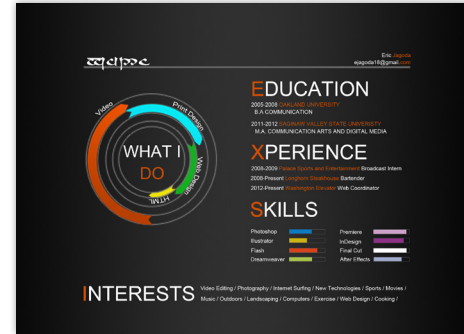 Eric Jagoda
ejagoda18@gmail.com
Video
Print Design
Web Design
HTML
WHAT I
DO
EDUCATION
2005-2008 OAKLAND UNIVERSITY
B.A COMMUNICATION
2011-2012 SAGINAW VALLEY STATE UNIVERISTY
M.A. COMMUNICATION ARTS AND DIGITAL MEDIA
XPERIENCE
2008-2009 Palace Sports and Entertainment Broadcast Intern
2006-Present Longhorn Steakhouse Bartender
2012-Present Washington Elevator Web Coordinator
SKILLS
Photoshop Premiere
Illustrator InDesign
Flash Final Cut
Dreamweaver After Effects
INTERESTS
Video Editing / Photography / Internet Surfing / New Technologies / Sports / Movies /
Music / Outdoors / Landscaping / Computers / Exercise / Web Design / Cooking /